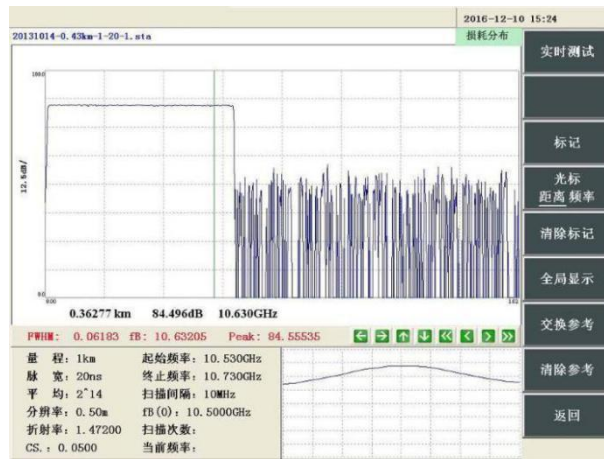 2016-12-10 15:24
20131014-0.43km-1-20-1.sta
损耗分布
实时测试
100.0
标记
光标
距离 频率
12.5dB/
清除标记
全局显示
0.0
0.36277 km 84.496dB 10.630GHz
交换参考
FWHM: 0.06183 fB: 10.63205 Peak: 84.55535
量 程: 1km 起始频率: 10.530GHz
清除参考
脉 宽: 20ns 终止频率: 10.730GHz
平 均: 2^14 扫描间隔: 10MHz
分辨率: 0.50m fB(0): 10.5000GHz
返回
折射率: 1.47200 扫描次数:
CS.: 0.0500 当前频率: